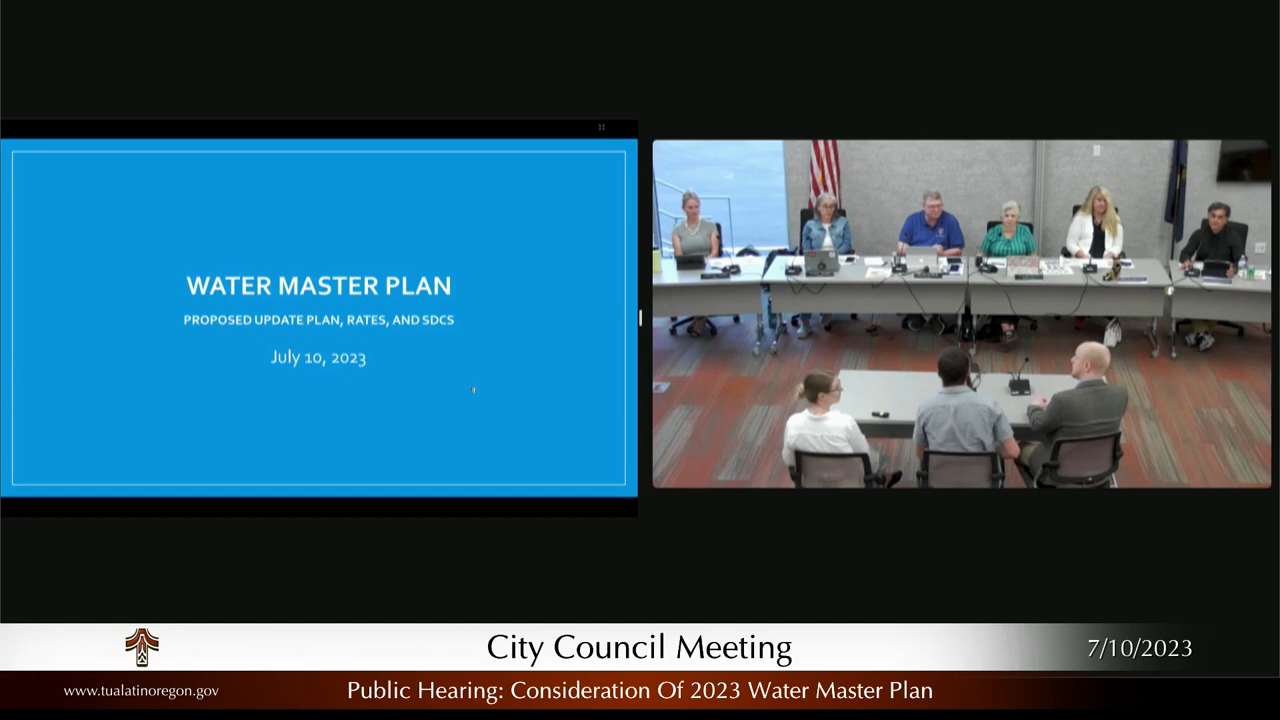 WATER MASTER PLAN
PROPOSED UPDATE PLAN, RATES, AND SDCS
July 10, 2023
City Council Meeting
7/10/2023
www.tualatinoregon.gov
Public Hearing: Consideration Of 2023 Water Master Plan